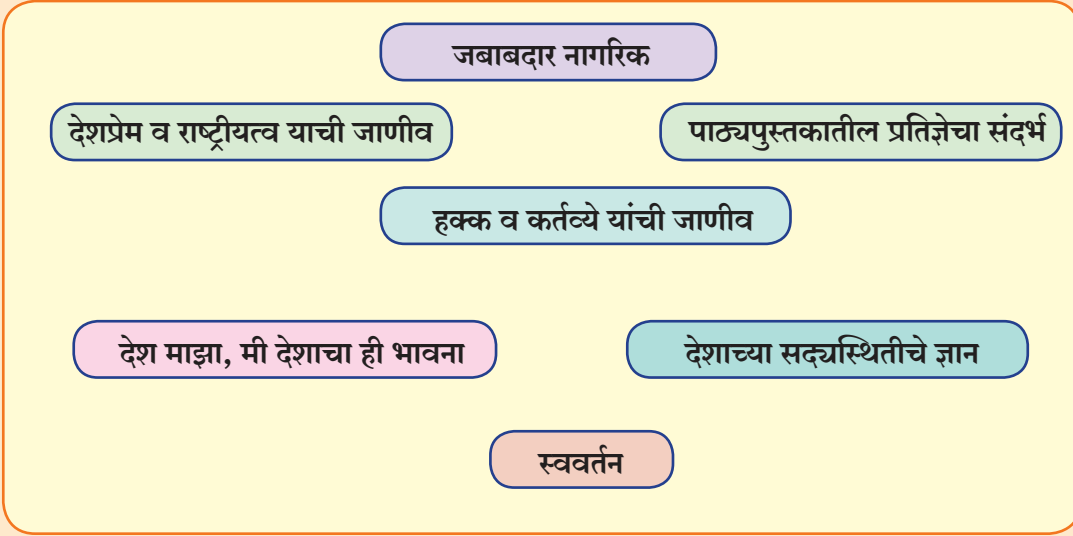 जबाबदार नागरिक
देशप्रेम व राष्ट्रीयत्व याची जाणीव
पाठ्यपुस्तकातील प्रतिज्ञेचा संदर्भ
हक्क व कर्तव्ये यांची जाणीव
देश माझा, मी देशाचा ही भावना
देशाच्या सद्यस्थितीचे ज्ञान
स्ववर्तन